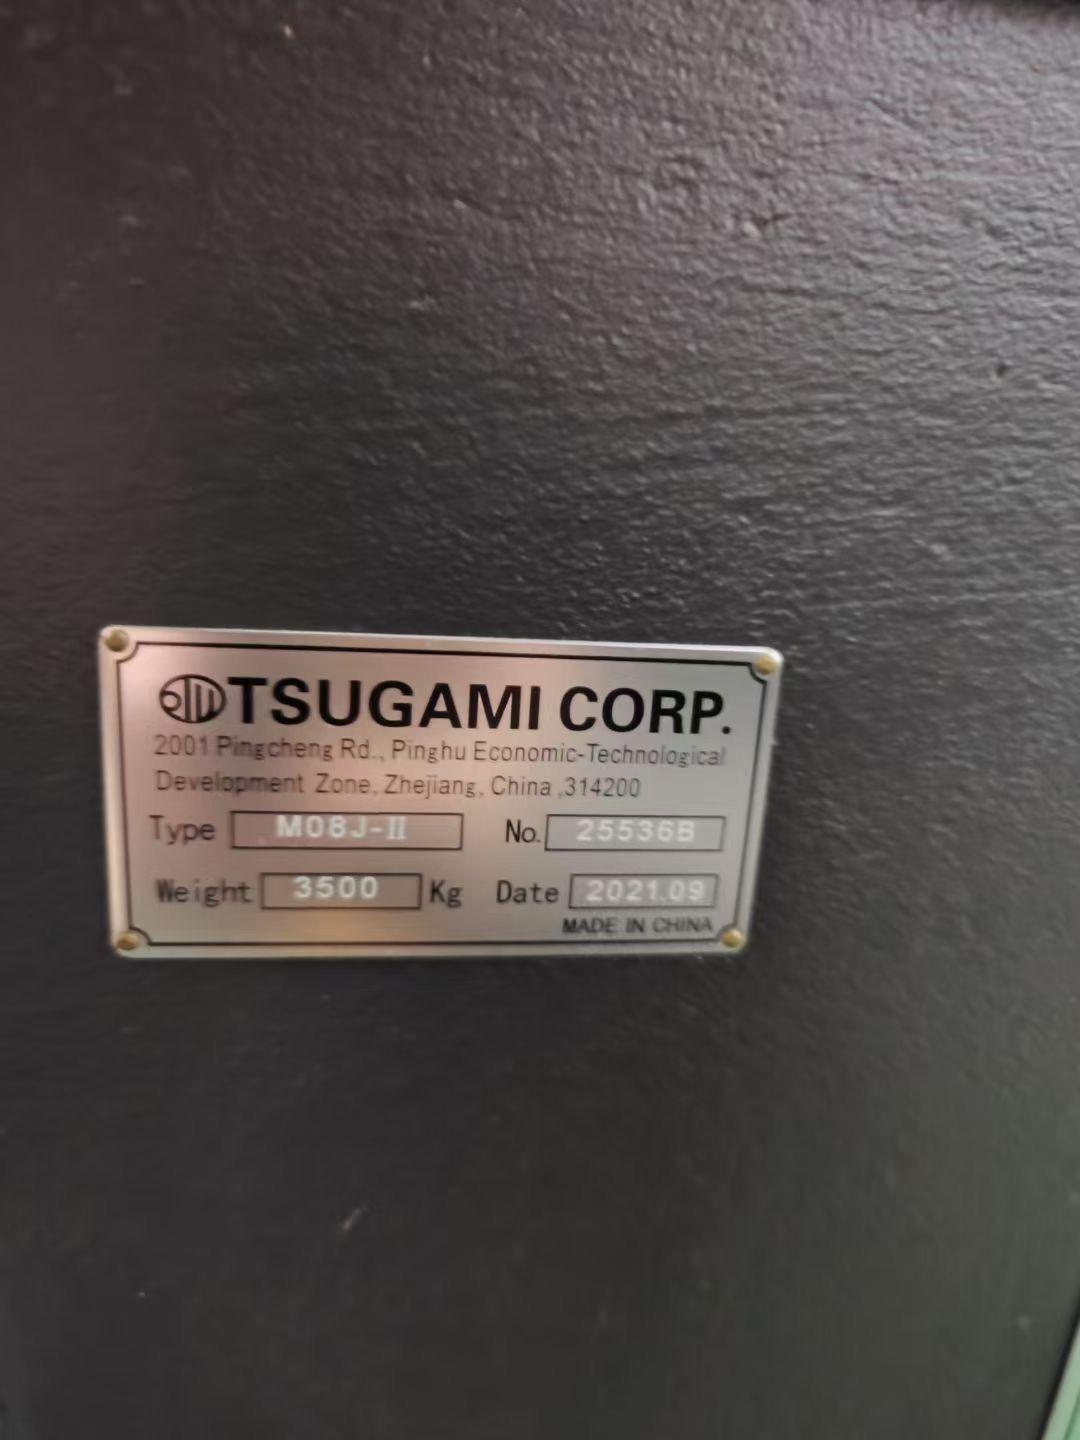 TSUGAMI CORP.
2001 Pingcheng Rd., Pinghu Economic-Technological
Development Zone, Zhejiang, China ,314200
Type M08J-II No. 25536B
Weight 3500 Kg Date 2021.09
MADE IN CHINA